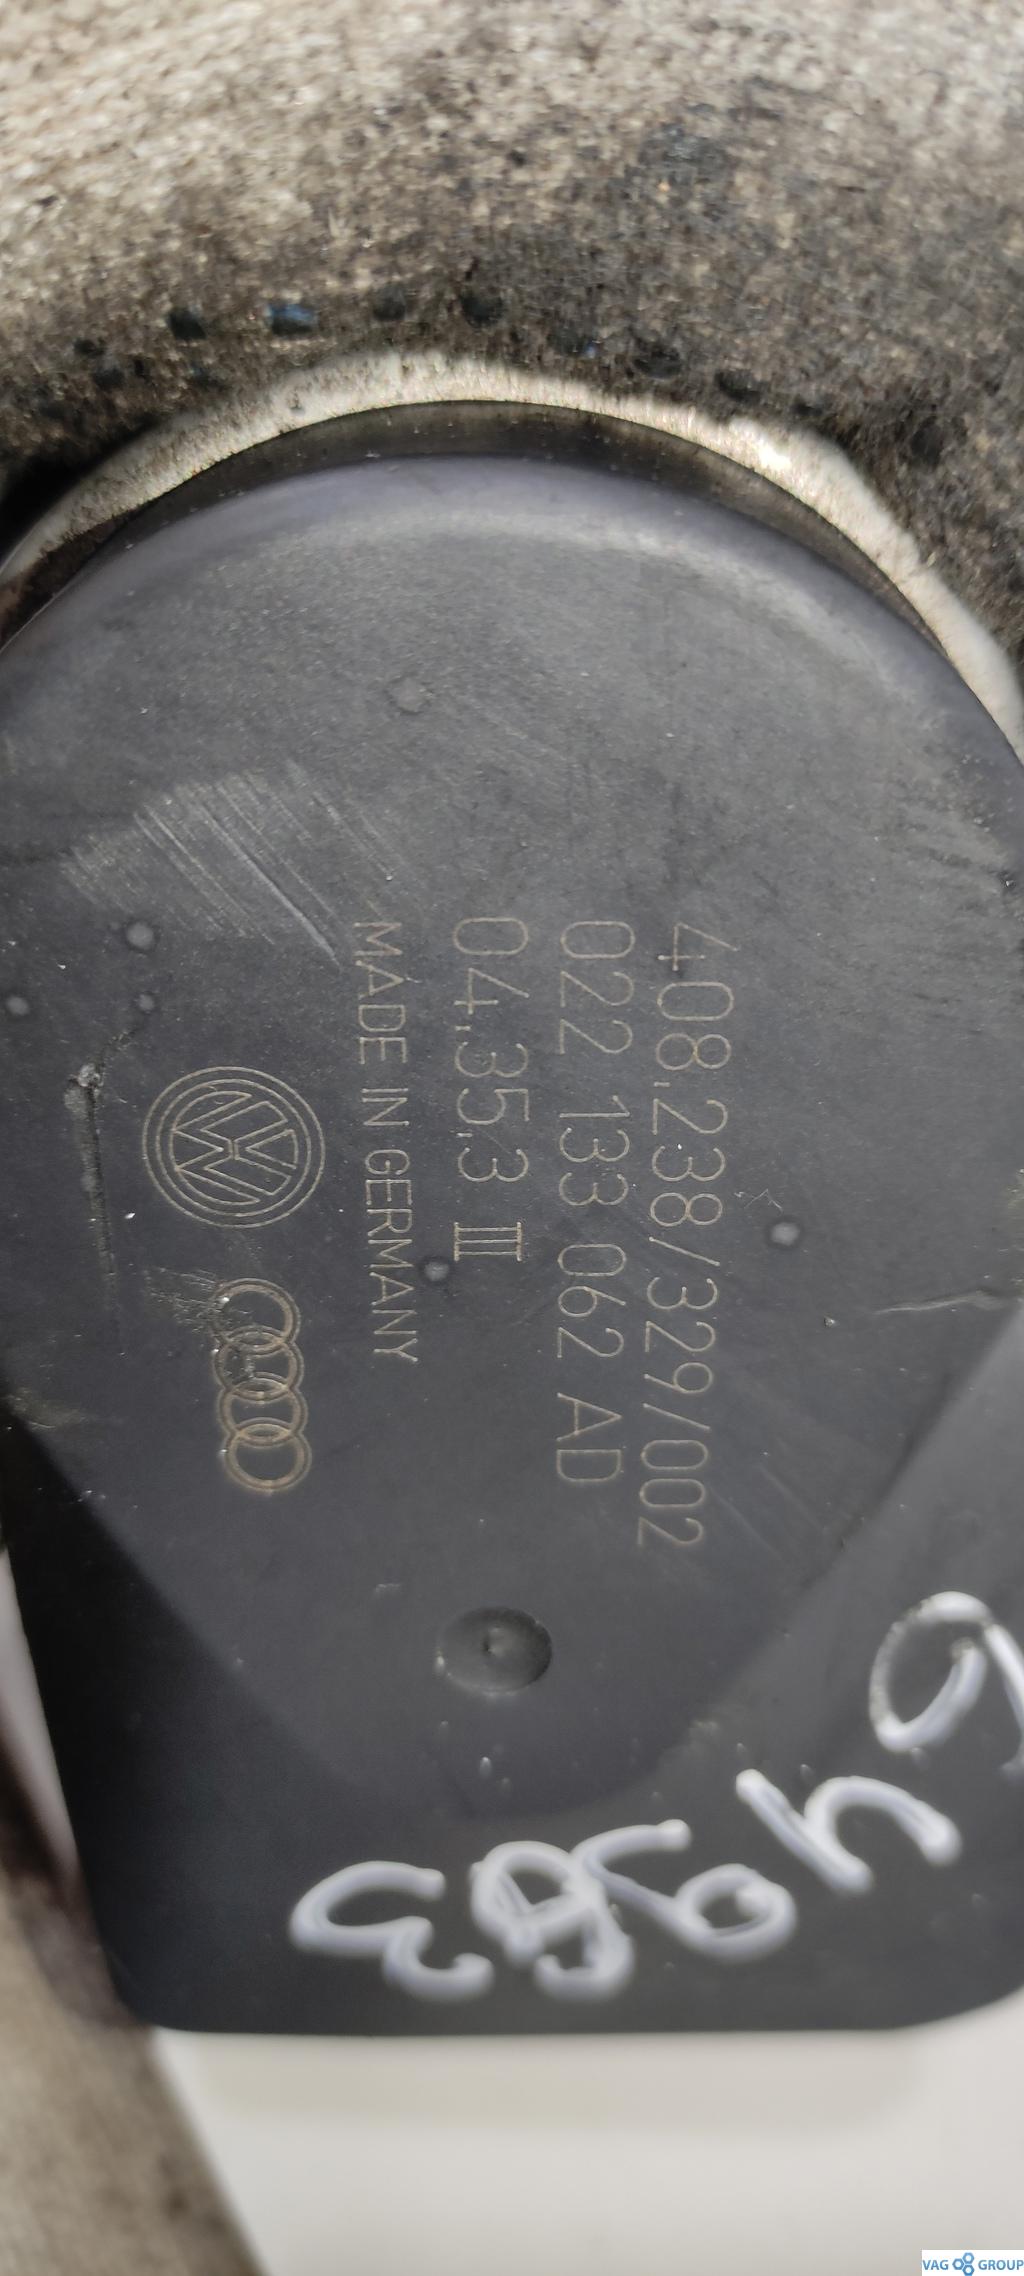 408.238/329/002
022 133 062 AD
04.35.3 III
MADE IN GERMANY
VAG GROUP